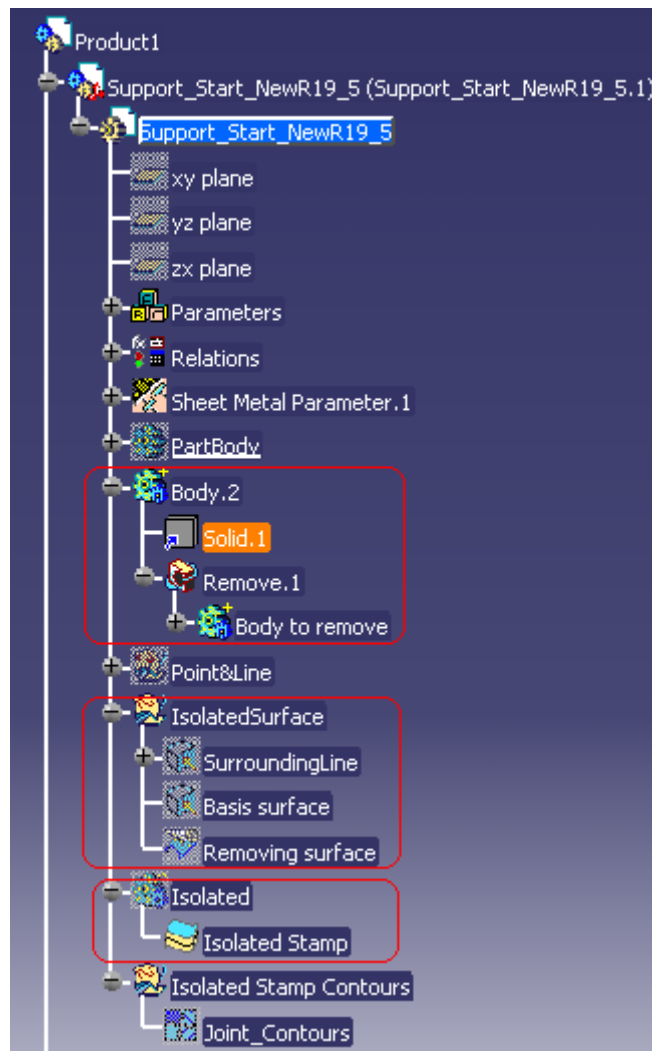 Product1
Support_Start_NewR19_5 (Support_Start_NewR19_5.1)
Support_Start_NewR19_5
xy plane
yz plane
zx plane
Parameters
Relations
Sheet Metal Parameter.1
PartBody
Body.2
Solid.1
Remove.1
Body to remove
Point&Line
IsolatedSurface
SurroundingLine
Basis surface
Removing surface
Isolated
Isolated Stamp
Isolated Stamp Contours
Joint_Contours